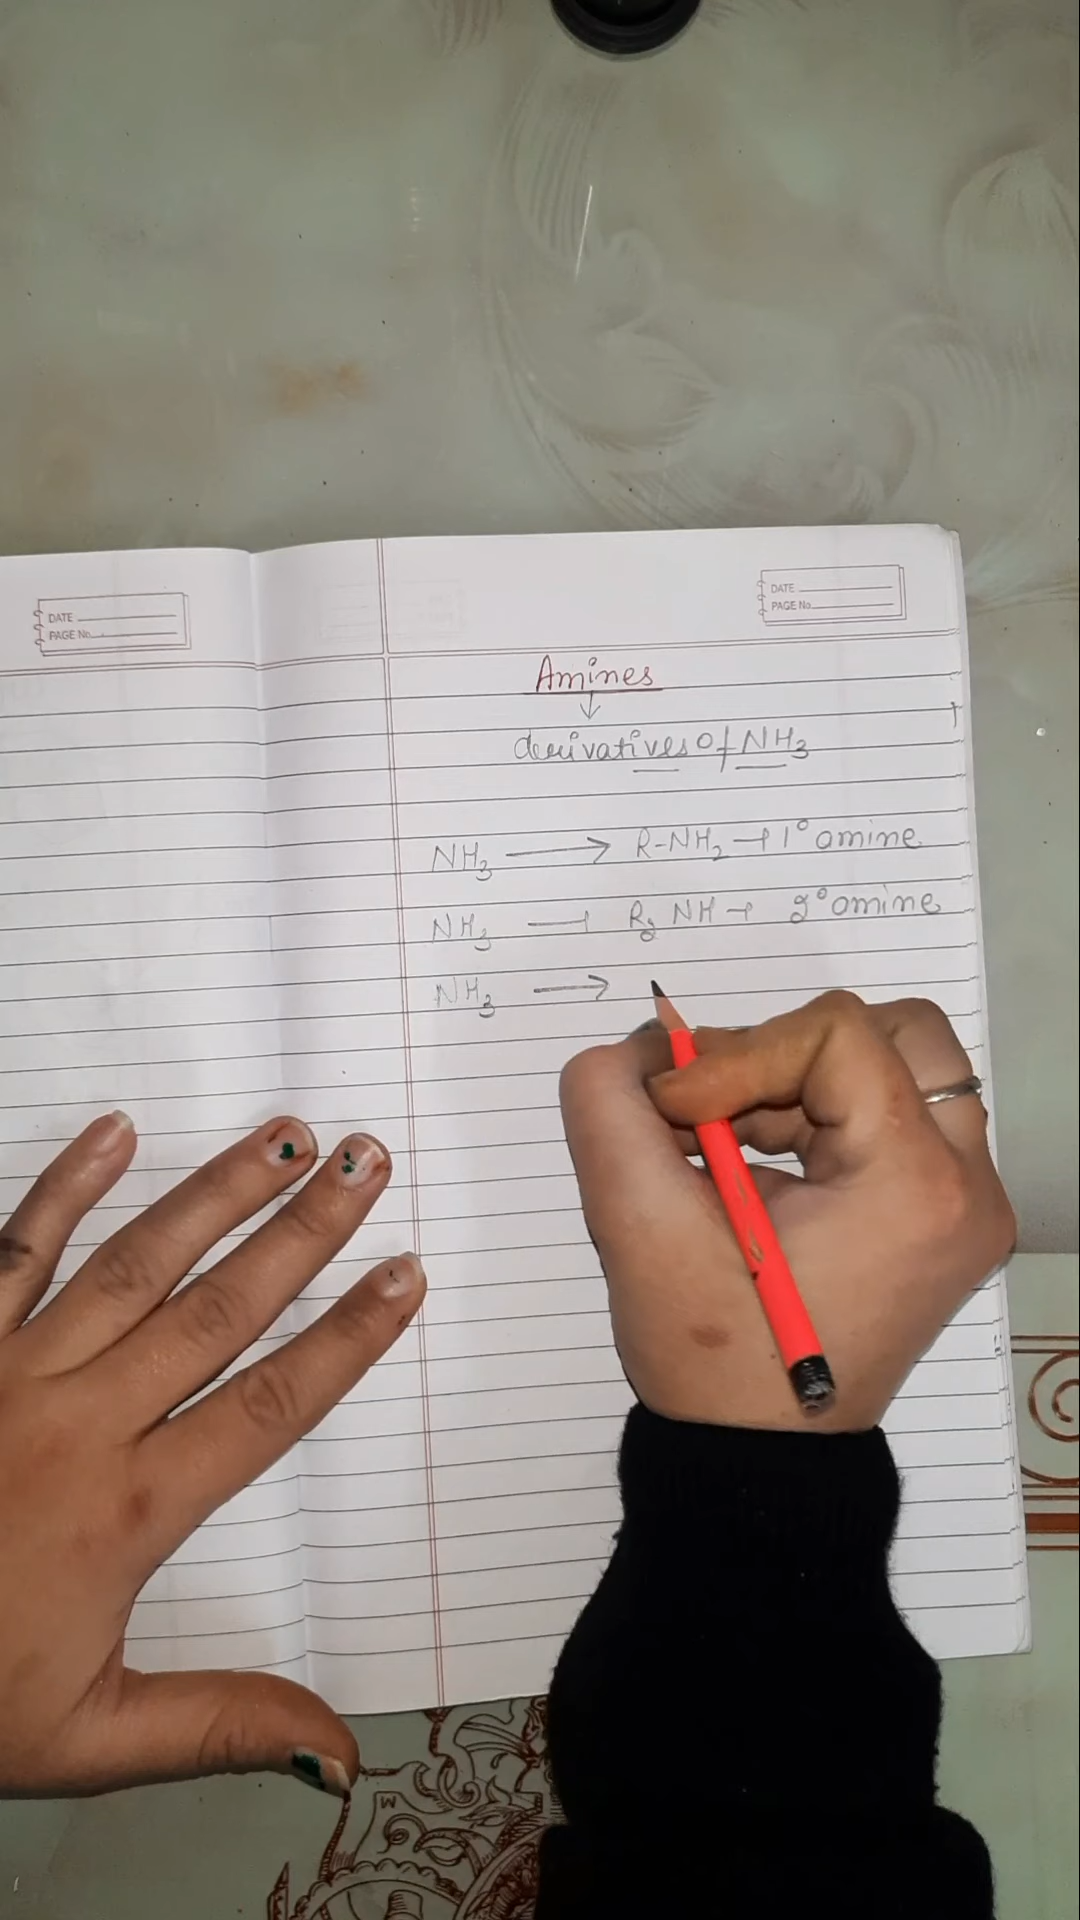 DATE
PAGE No.
DATE
PAGE No.
Amines
↓
derivatives of NH3
NH3 → R-NH2 → 1° amine
NH3 → R2 NH → 2° amine
NH3 →